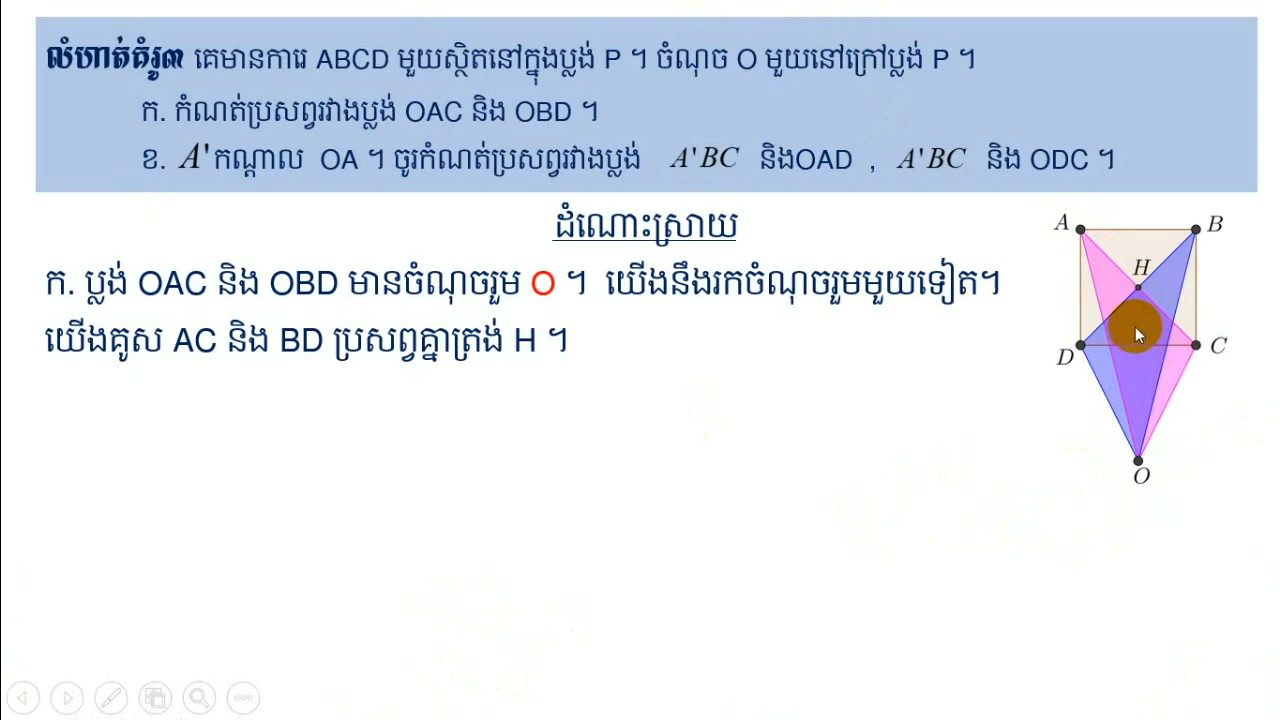 លំហាត់គំរូ៣ គេមានការេ ABCD មួយស្ថិតនៅក្នុងប្លង់ P ។ ចំណុច O មួយនៅក្រៅប្លង់ P ។
ក. កំណត់ប្រសព្វរវាងប្លង់ OAC និង OBD ។
ខ. A' កណ្តាល OA ។ ចូរកំណត់ប្រសព្វរវាងប្លង់ A'BC និងOAD , A'BC និង ODC ។
ដំណោះស្រាយ
ក. ប្លង់ OAC និង OBD មានចំណុចរួម O ។ យើងនឹងរកចំណុចរួមមួយទៀត។
យើងគូស AC និង BD ប្រសព្វគ្នាត្រង់ H ។
A B
H
D C
O